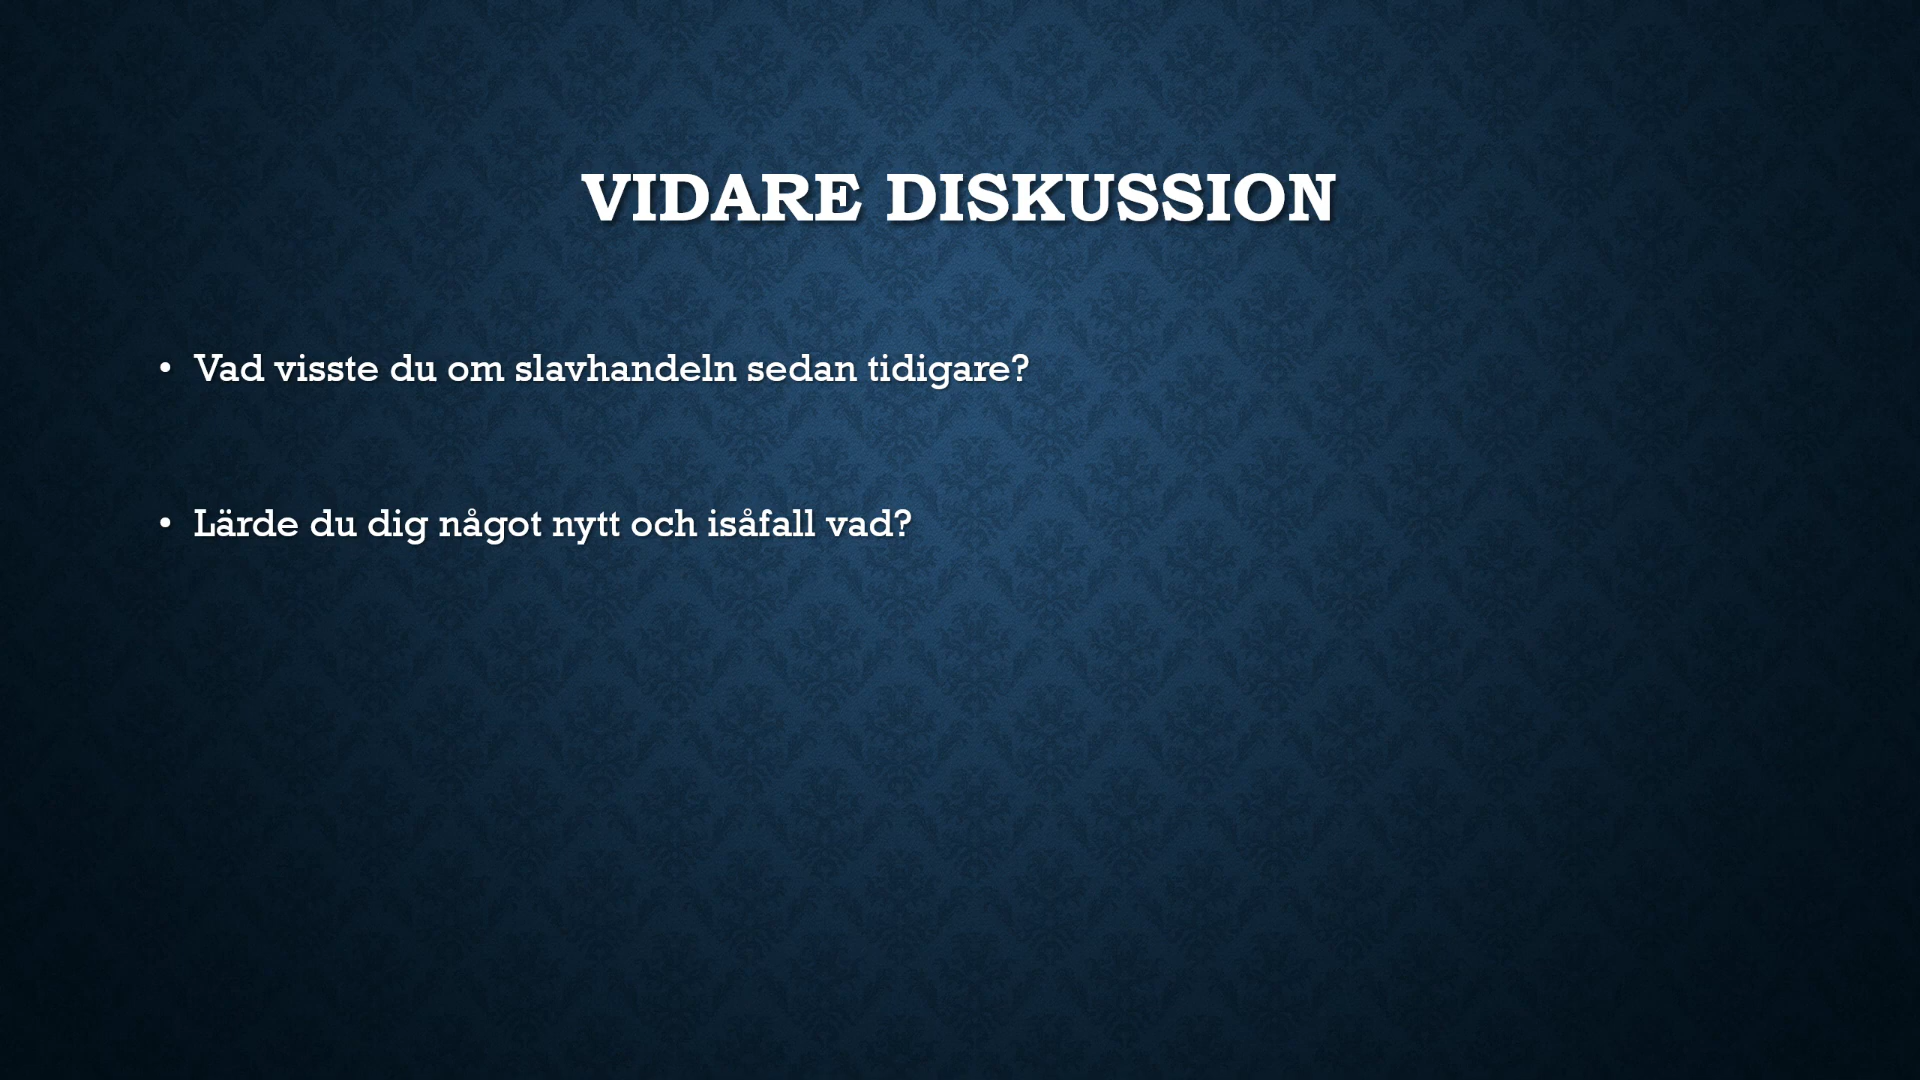 VIDARE DISKUSSION
• Vad visste du om slavhandeln sedan tidigare?
• Lärde du dig något nytt och isåfall vad?